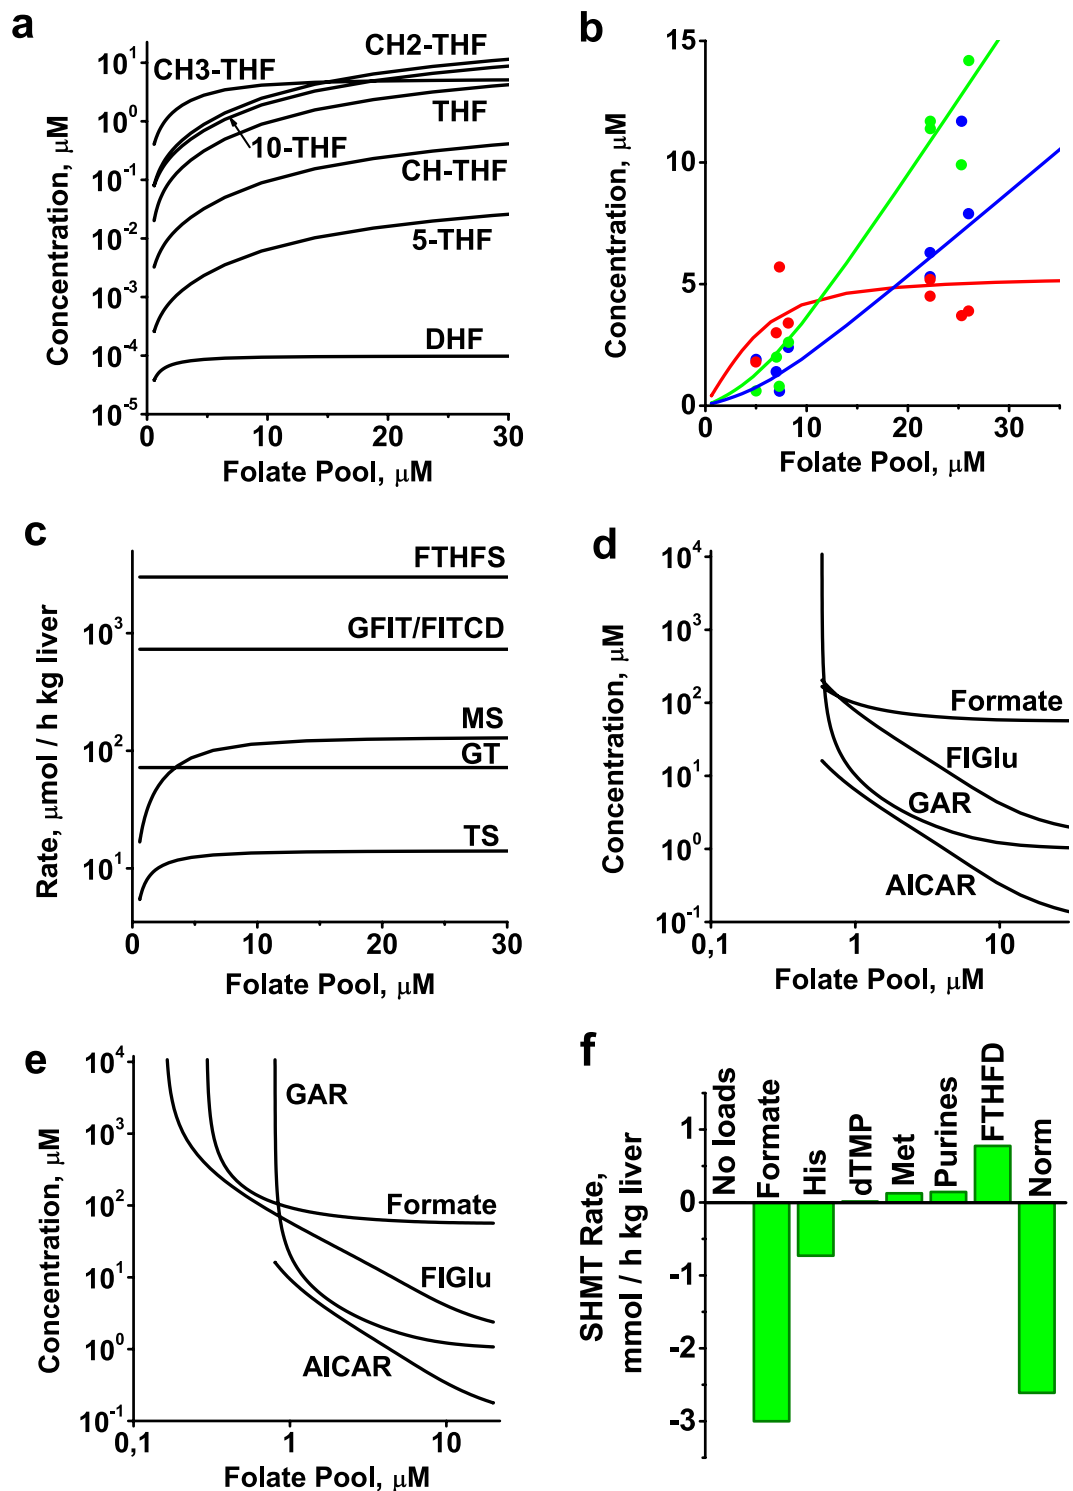 a
Concentration, μM
10^1
10^0
10^-1
10^-2
10^-3
10^-4
10^-5
CH2-THF
CH3-THF
THF
10-THF
CH-THF
5-THF
DHF
0
10
20
30
Folate Pool, μM
b
Concentration, μM
15
10
5
0
0
10
20
30
Folate Pool, μM
c
Rate, μmol / h kg liver
10^3
10^2
10^1
FTHFS
GFIT/FITCD
MS
GT
TS
0
10
20
30
Folate Pool, μM
d
Concentration, μM
10^4
10^3
10^2
10^1
10^0
10^-1
Formate
FIGlu
GAR
AICAR
0,1
1
10
Folate Pool, μM
e
Concentration, μM
10^4
10^3
10^2
10^1
10^0
10^-1
GAR
Formate
FIGlu
AICAR
0,1
1
10
Folate Pool, μM
f
SHMT Rate,
mmol / h kg liver
1
0
-1
-2
-3
No loads
Formate
His
dTMP
Met
Purines
FTHFD
Norm